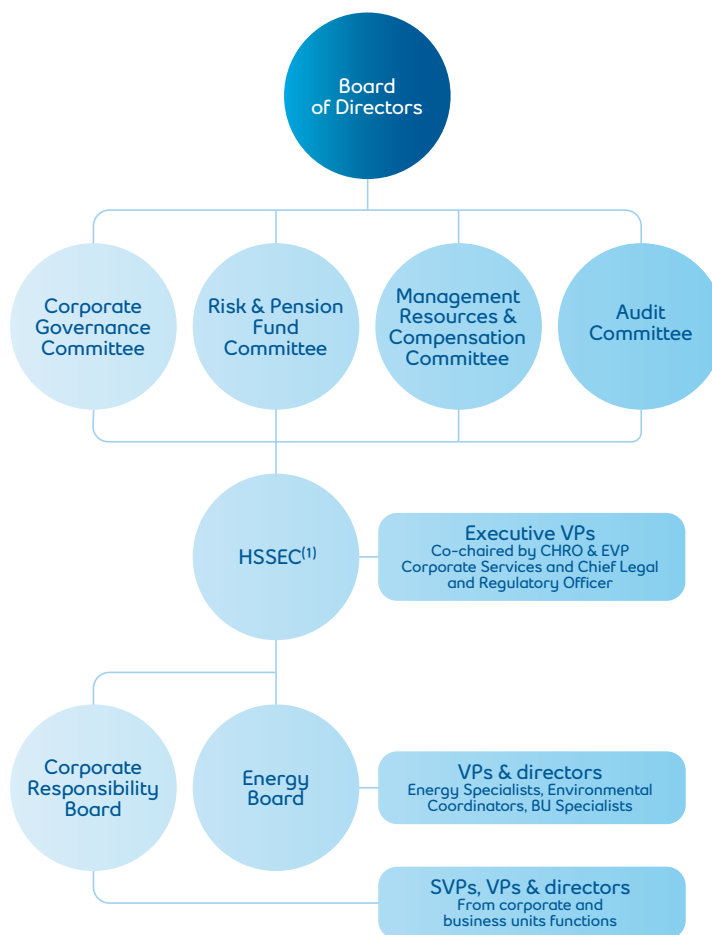 Board
of Directors
Corporate
Governance
Committee
Risk & Pension
Fund
Committee
Management
Resources &
Compensation
Committee
Audit
Committee
HSSEC(1)
Executive VPs
Co-chaired by CHRO & EVP
Corporate Services and Chief Legal
and Regulatory Officer
Corporate
Responsibility
Board
Energy
Board
VPs & directors
Energy Specialists, Environmental
Coordinators, BU Specialists
SVPs, VPs & directors
From corporate and
business units functions